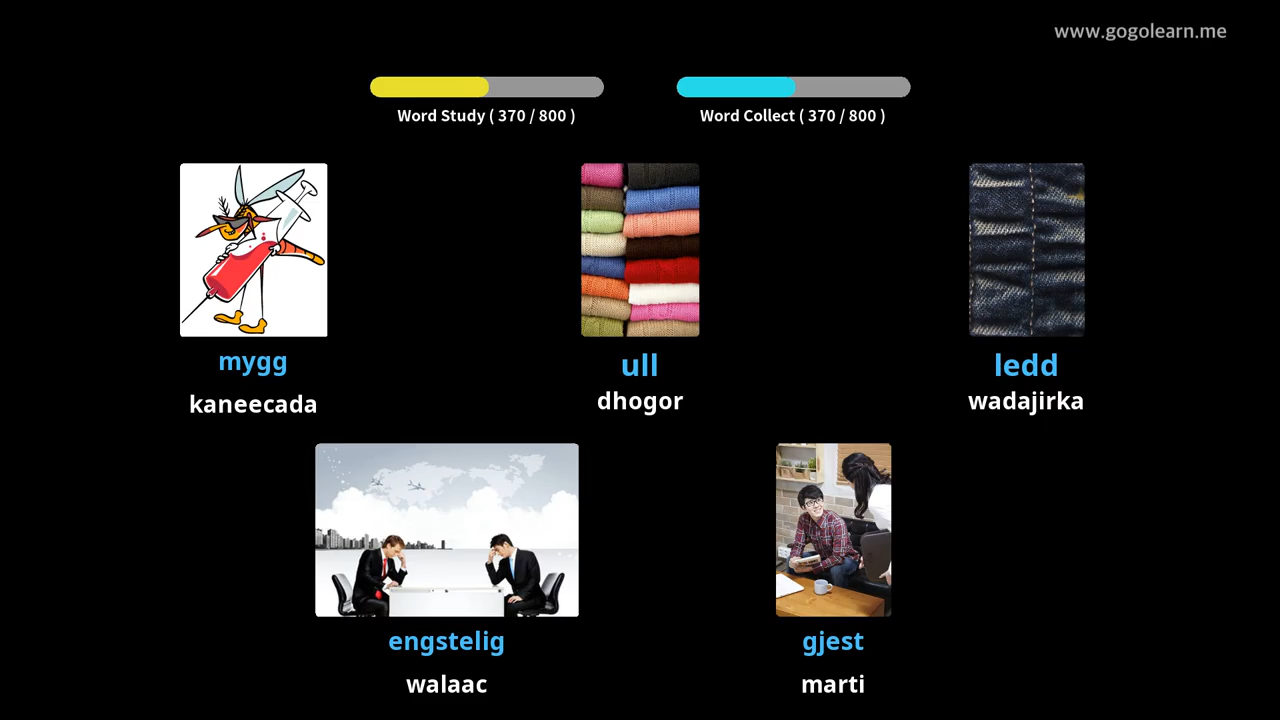 www.gogolearn.me
Word Study ( 370 / 800 )
Word Collect ( 370 / 800 )
mygg
kaneecada
ull
dhogor
ledd
wadajirka
engstelig
walaac
gjest
marti